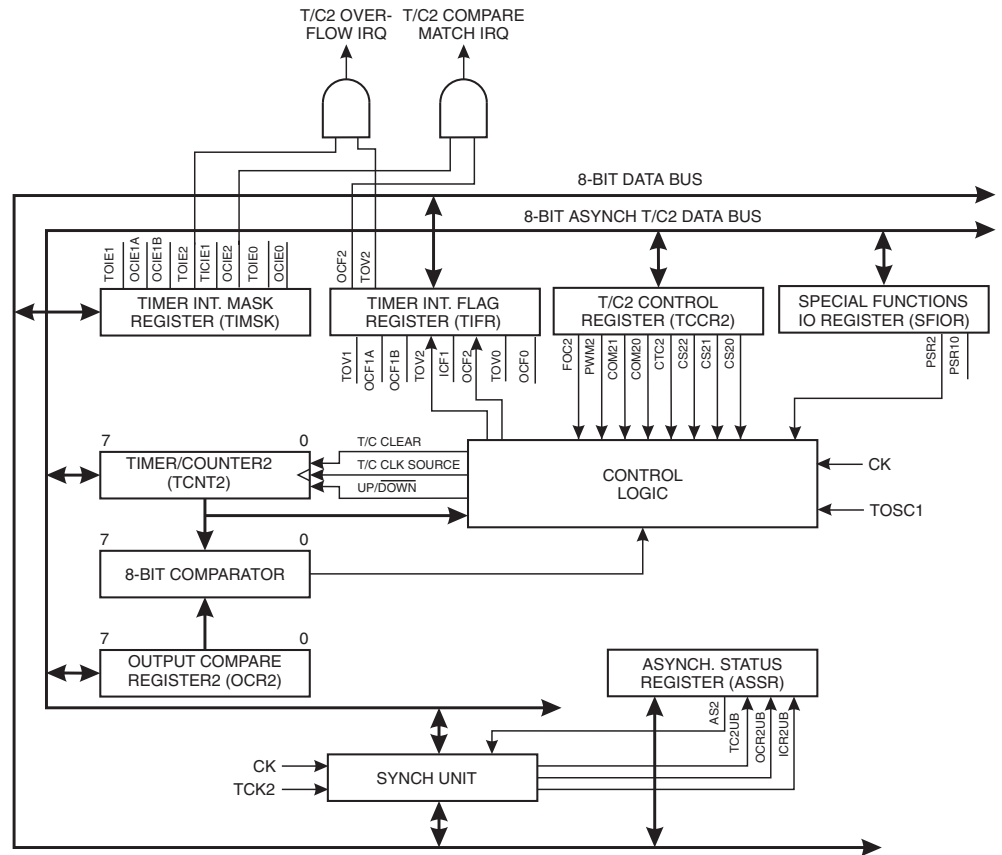 T/C2 OVER-
FLOW IRQ
T/C2 COMPARE
MATCH IRQ
8-BIT DATA BUS
8-BIT ASYNCH T/C2 DATA BUS
TOIE1
OCIE1A
OCIE1B
TOIE2
TICIE1
OCIE2
TOIE0
OCIE0
OCF2
TOV2
TIMER INT. MASK
REGISTER (TIMSK)
TIMER INT. FLAG
REGISTER (TIFR)
T/C2 CONTROL
REGISTER (TCCR2)
SPECIAL FUNCTIONS
IO REGISTER (SFIOR)
TOV1
OCF1A
OCF1B
TOV2
ICF1
OCF2
TOV0
OCF0
FOC2
PWM2
COM21
COM20
CTC2
CS22
CS21
CS20
PSR2
PSR10
7 0
TIMER/COUNTER2
(TCNT2)
T/C CLEAR
T/C CLK SOURCE
UP/DOWN
CONTROL
LOGIC
CK
TOSC1
7 0
8-BIT COMPARATOR
7 0
OUTPUT COMPARE
REGISTER2 (OCR2)
ASYNCH. STATUS
REGISTER (ASSR)
AS2
TC2UB
OCR2UB
ICR2UB
CK
TCK2
SYNCH UNIT